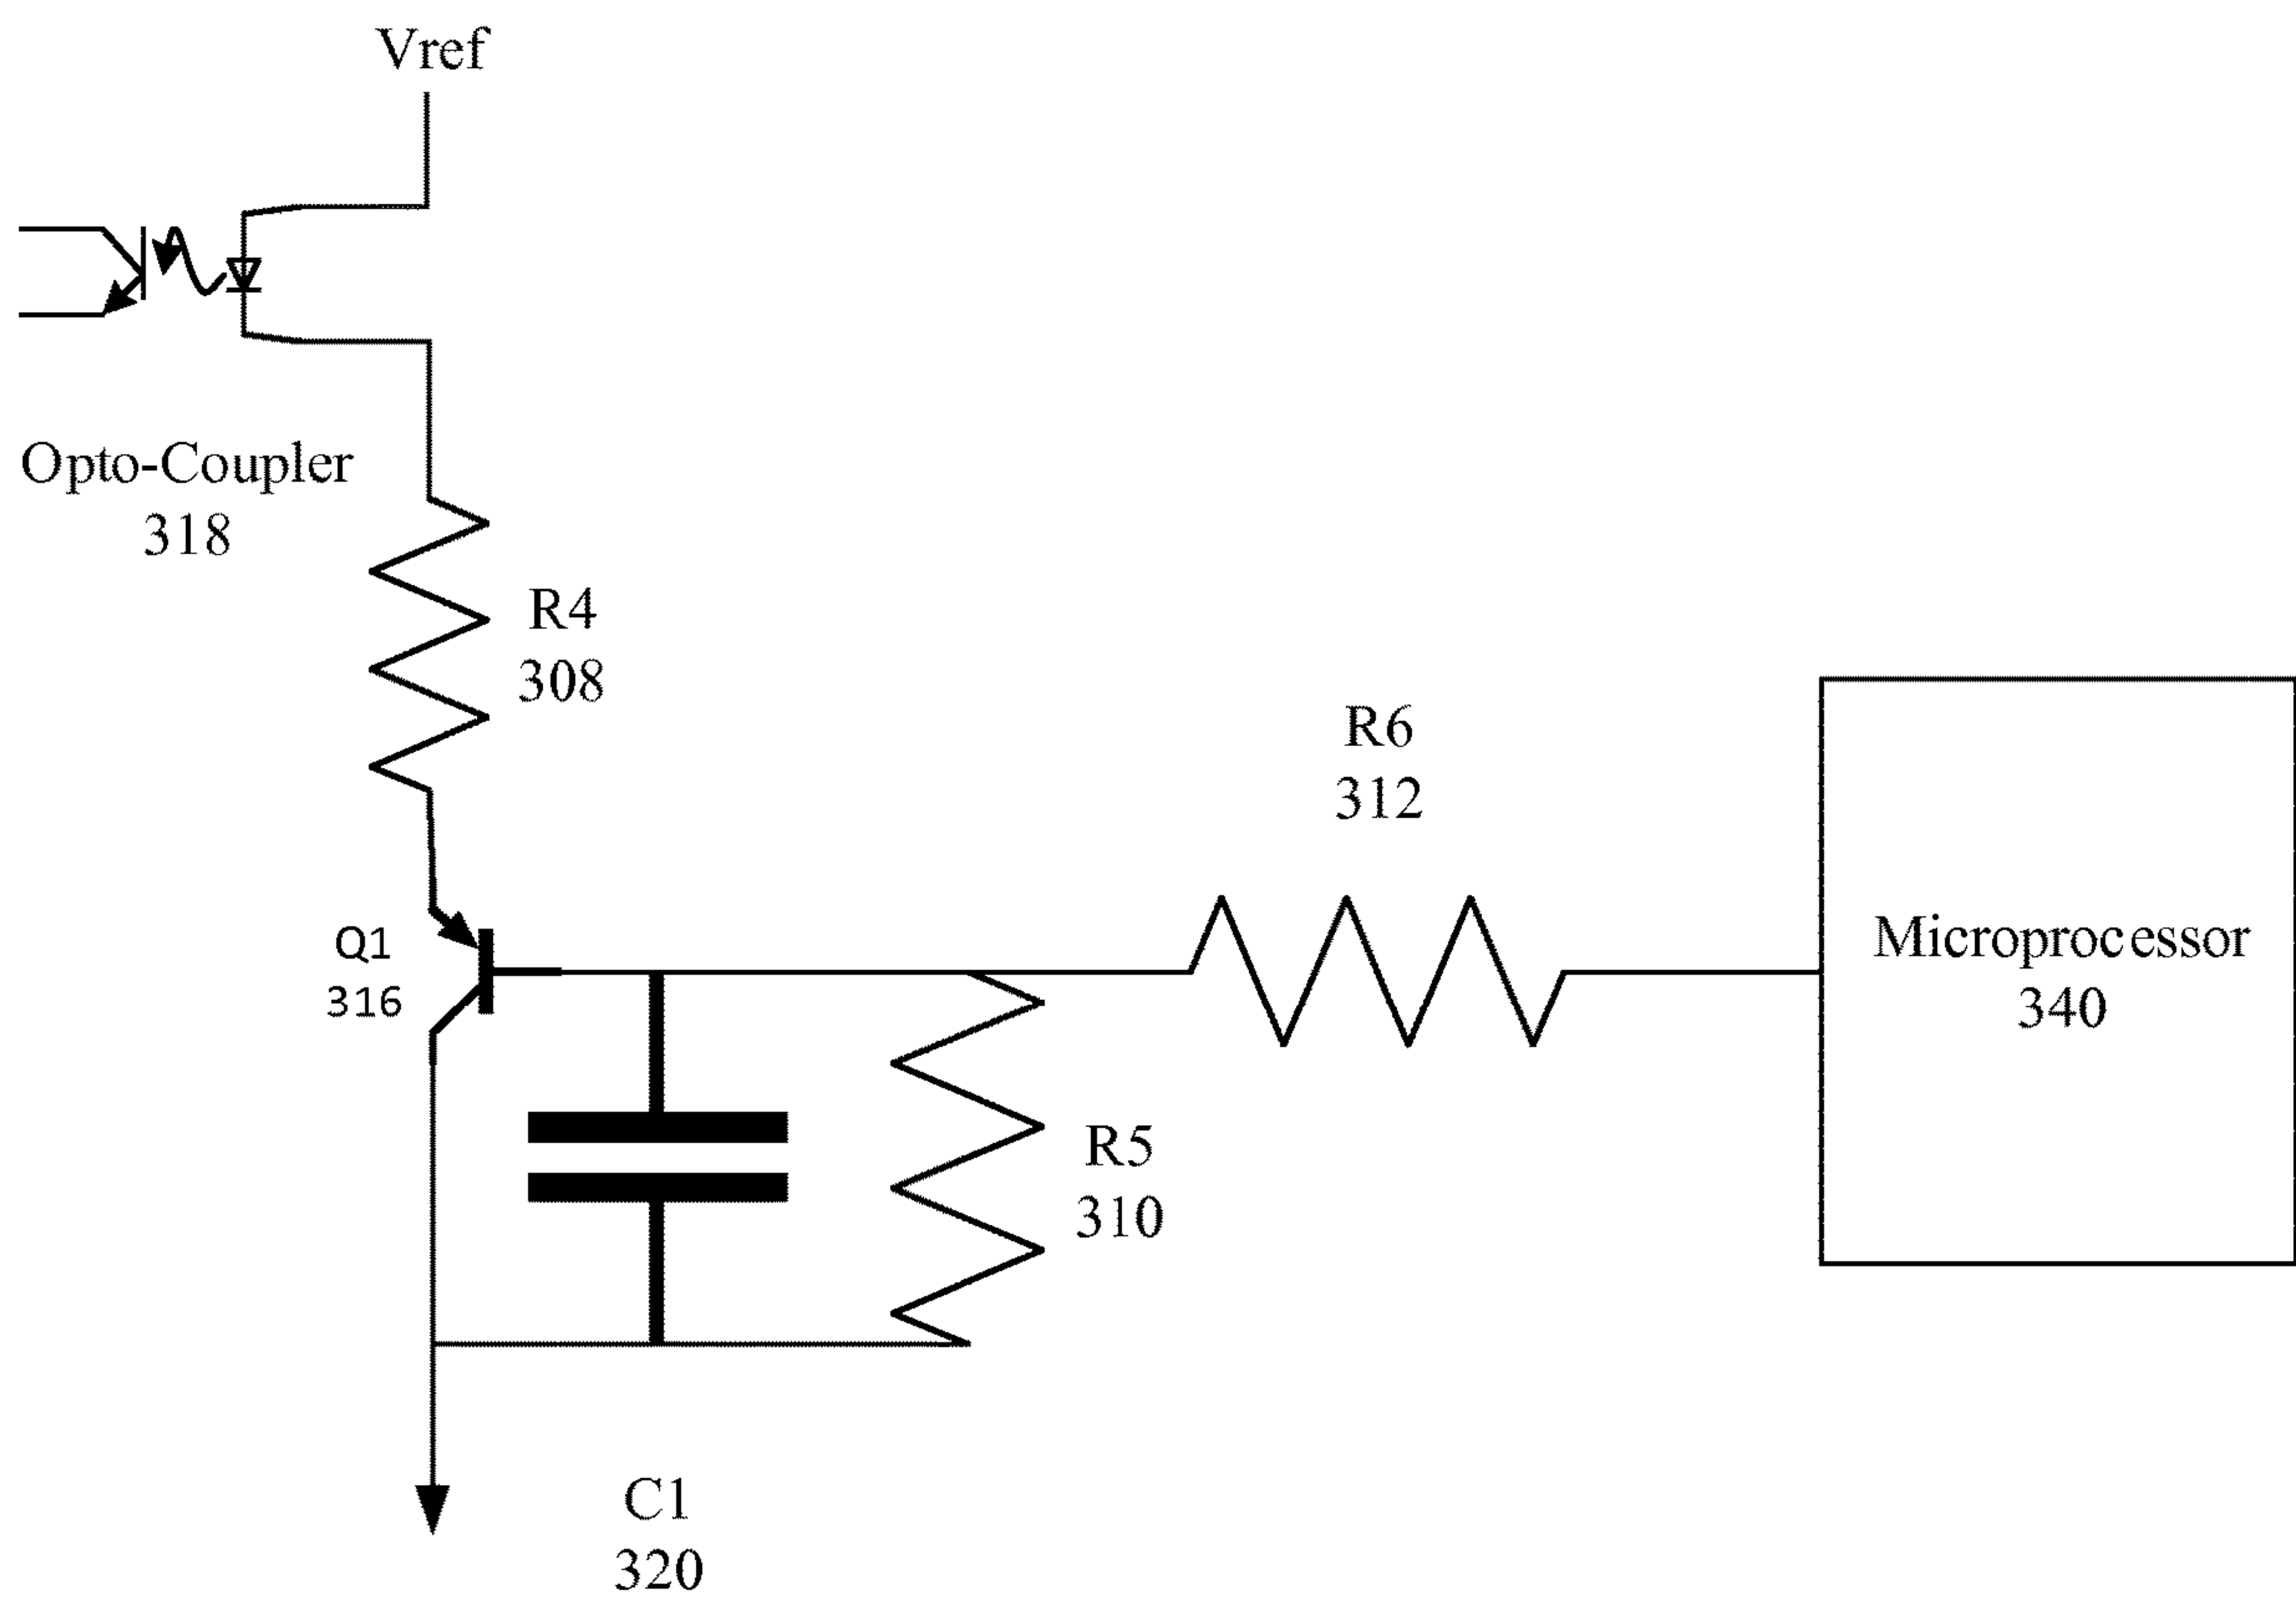 Vref
Opto-Coupler
318
R4
308
R6
312
Microprocessor
340
Q1
316
R5
310
C1
320